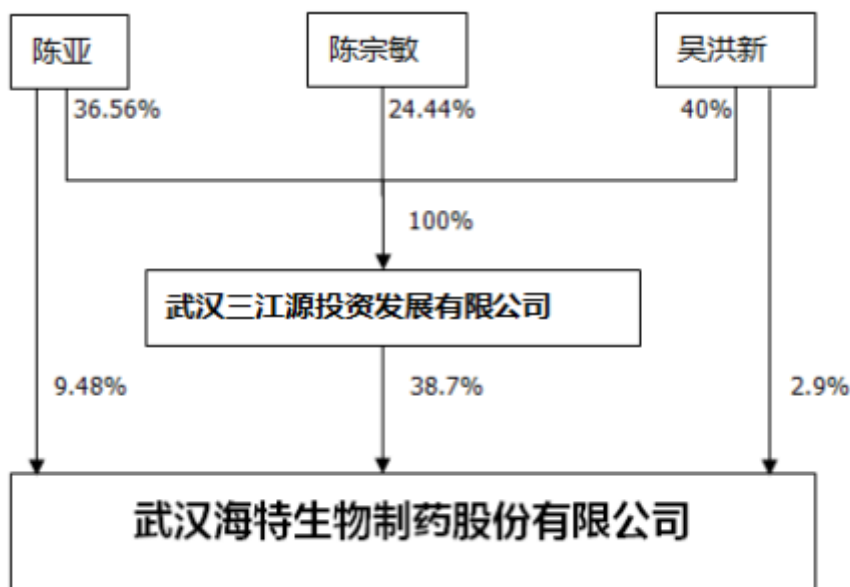 陈亚
陈宗敏
吴洪新
36.56%
24.44%
40%
100%
武汉三江源投资发展有限公司
9.48%
38.7%
2.9%
武汉海特生物制药股份有限公司